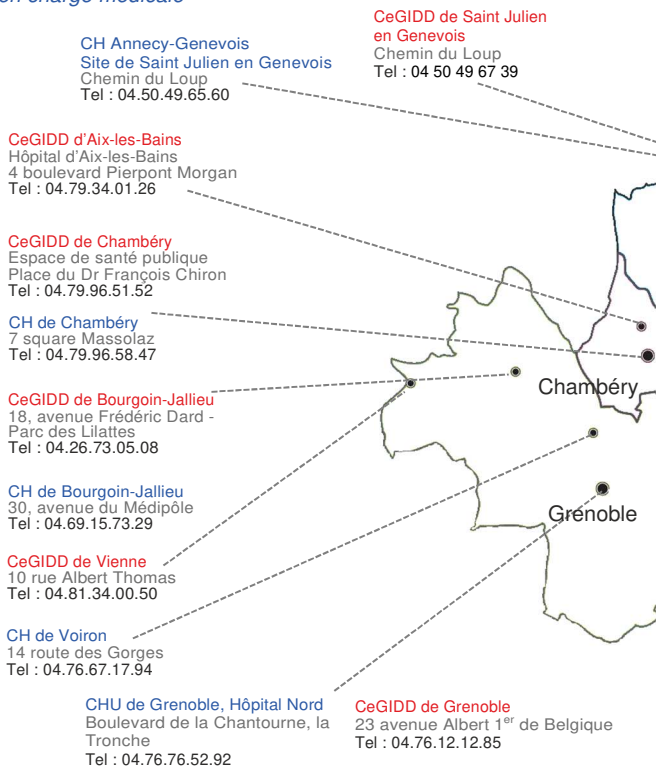 en charge médicale
CH Annecy-Genevois
Site de Saint Julien en Genevois
Chemin du Loup
Tel : 04.50.49.65.60
CeGIDD de Saint Julien
en Genevois
Chemin du Loup
Tel : 04 50 49 67 39
CeGIDD d'Aix-les-Bains
Hôpital d'Aix-les-Bains
4 boulevard Pierpont Morgan
Tel : 04.79.34.01.26
CeGIDD de Chambéry
Espace de santé publique
Place du Dr François Chiron
Tel : 04.79.96.51.52
CH de Chambéry
7 square Massolaz
Tel : 04.79.96.58.47
CeGIDD de Bourgoin-Jallieu
18, avenue Frédéric Dard -
Parc des Lilattes
Tel : 04.26.73.05.08
CH de Bourgoin-Jallieu
30, avenue du Médipôle
Tel : 04.69.15.73.29
CeGIDD de Vienne
10 rue Albert Thomas
Tel : 04.81.34.00.50
CH de Voiron
14 route des Gorges
Tel : 04.76.67.17.94
CHU de Grenoble, Hôpital Nord
Boulevard de la Chantourne, la
Tronche
Tel : 04.76.76.52.92
CeGIDD de Grenoble
23 avenue Albert 1er de Belgique
Tel : 04.76.12.12.85
Chambéry
Grenoble